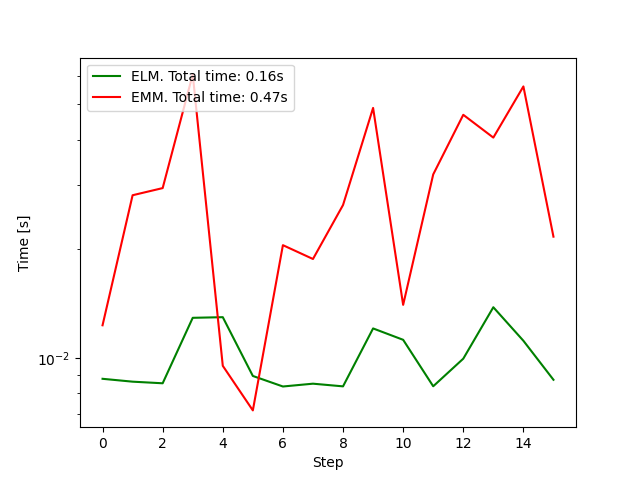 ELM. Total time: 0.16s
EMM. Total time: 0.47s
Time [s]
10⁻²
0 2 4 6 8 10 12 14
Step